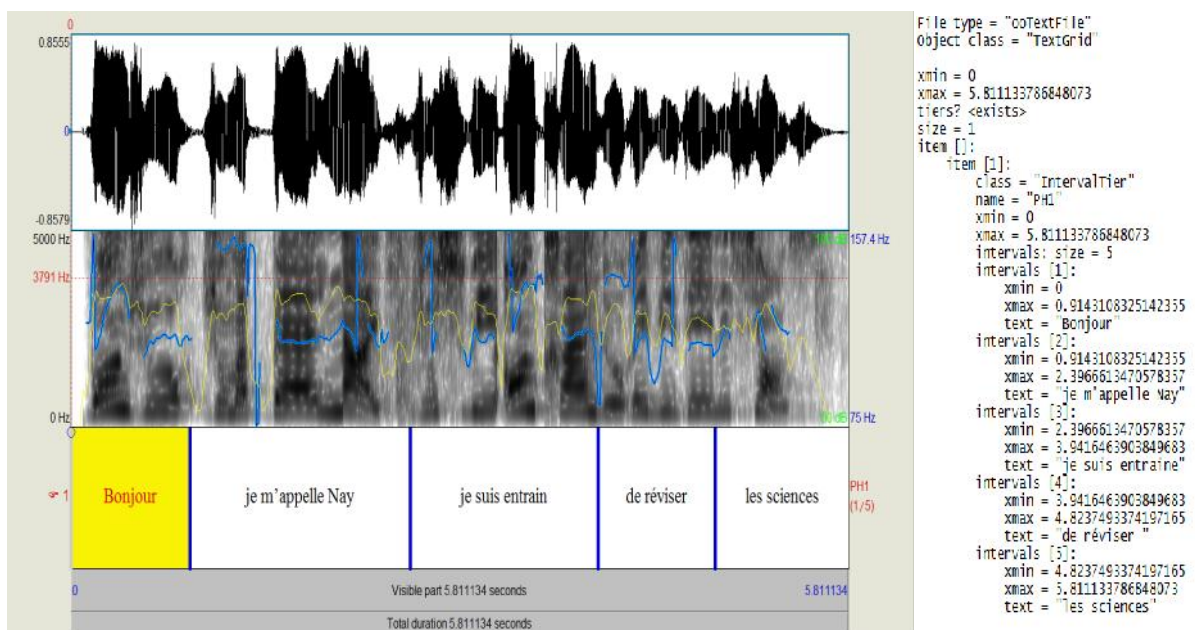 0
0.8555
0
-0.8579
5000 Hz
157.4 Hz
3791 Hz
0 Hz
75 Hz
1
Bonjour
je m’appelle Nay
je suis entrain
de réviser
les sciences
PH1
(1/5)
0
Visible part 5.811134 seconds
5.811134
Total duration 5.811134 seconds
File type = "ooTextFile"
Object class = "TextGrid"
xmin = 0
xmax = 5.811133786848073
tiers? <exists>
size = 1
item []:
item [1]:
class = "IntervalTier"
name = "PH1"
xmin = 0
xmax = 5.811133786848073
intervals: size = 5
intervals [1]:
xmin = 0
xmax = 0.9143108325142355
text = "Bonjour"
intervals [2]:
xmin = 0.9143108325142355
xmax = 2.3966613470578357
text = "je m'appelle Nay"
intervals [3]:
xmin = 2.3966613470578357
xmax = 3.9416463903849683
text = "je suis entraine"
intervals [4]:
xmin = 3.9416463903849683
xmax = 4.8237493374197165
text = "de réviser "
intervals [5]:
xmin = 4.8237493374197165
xmax = 5.811133786848073
text = "les sciences"